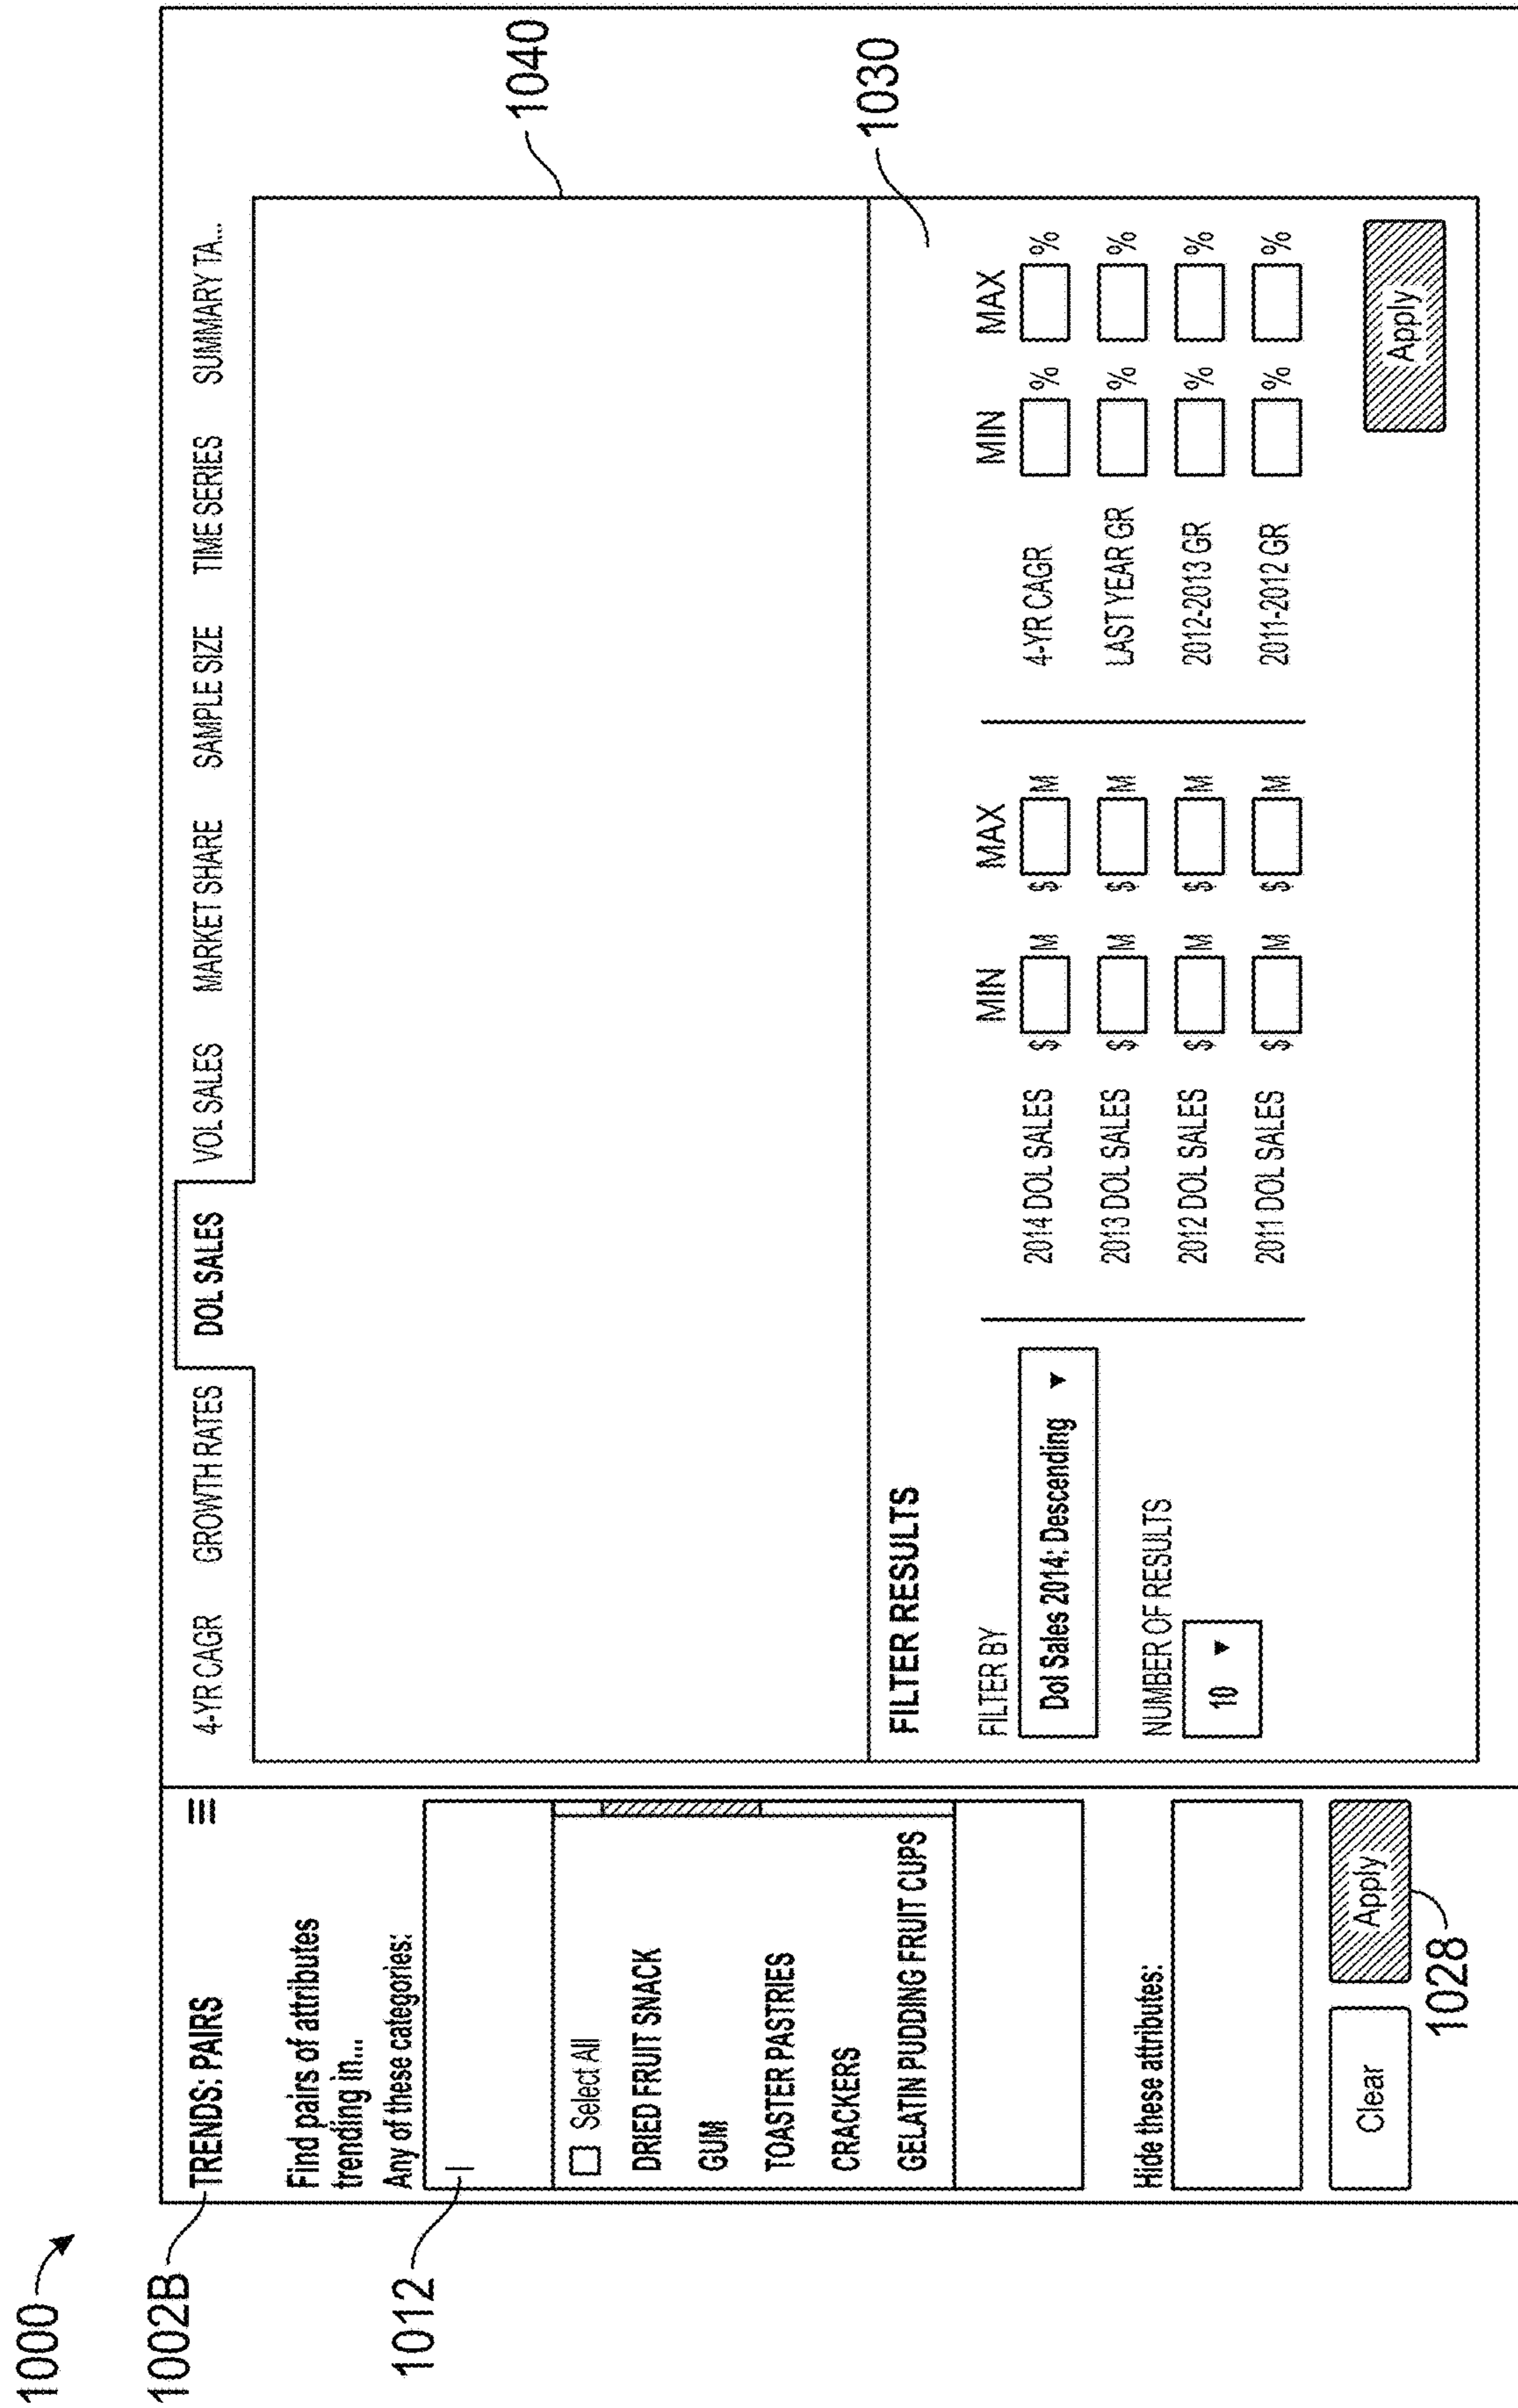 1000
1002B
TRENDS: PAIRS
Find pairs of attributes
trending in...
Any of these categories:
1012
Select All
DRIED FRUIT SNACK
GUM
TOASTER PASTRIES
CRACKERS
GELATIN PUDDING FRUIT CUPS
Hide these attributes:
Clear Apply
1028
4-YR CAGR GROWTH RATES DOL SALES VOL SALES MARKET SHARE SAMPLE SIZE TIME SERIES SUMMARY TA...
1040
1030
FILTER RESULTS
FILTER BY
Dol Sales 2014: Descending
NUMBER OF RESULTS
10
MIN MAX
2014 DOL SALES $ M $ M
2013 DOL SALES $ M $ M
2012 DOL SALES $ M $ M
2011 DOL SALES $ M $ M
MIN MAX
4-YR CAGR % %
LAST YEAR GR % %
2012-2013 GR % %
2011-2012 GR % %
Apply